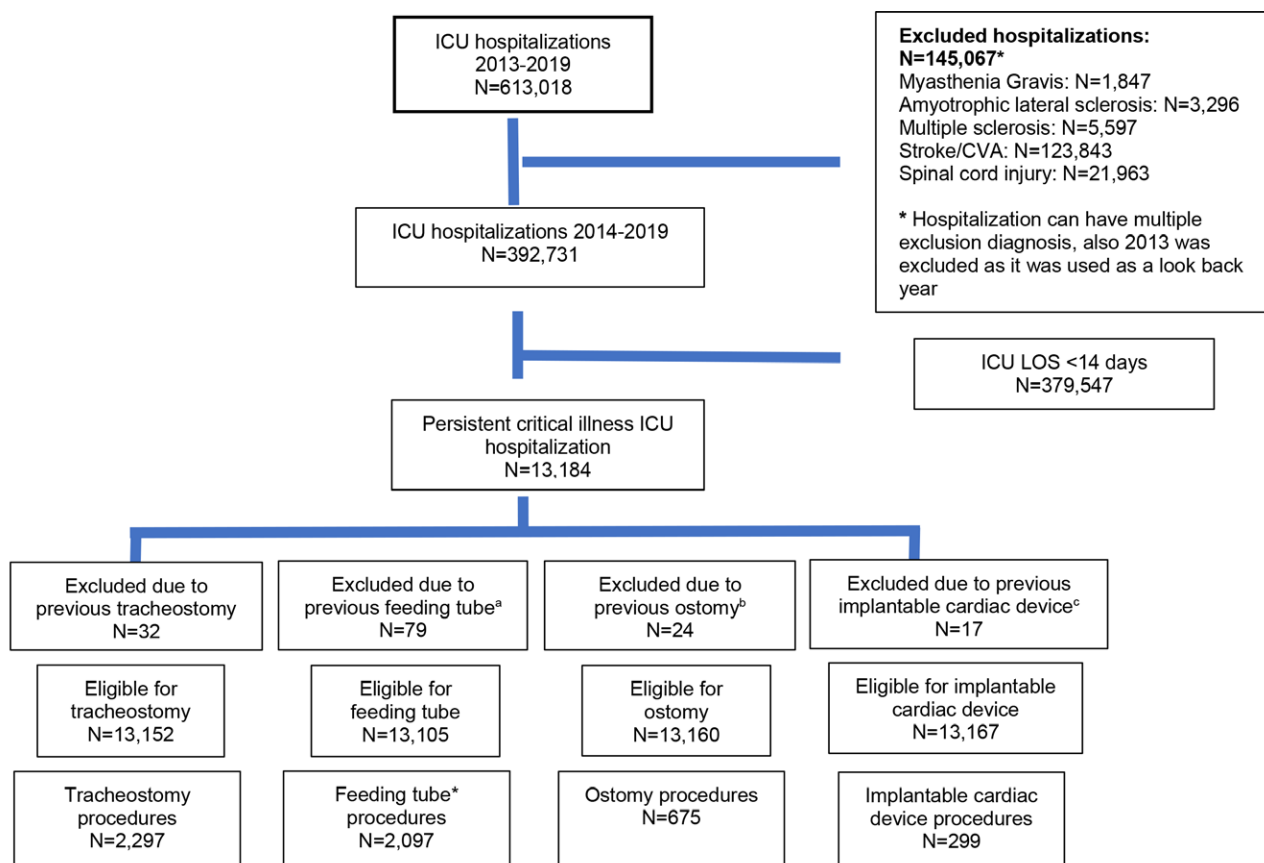 ICU hospitalizations
2013-2019
N=613,018
Excluded hospitalizations:
N=145,067*
Myasthenia Gravis: N=1,847
Amyotrophic lateral sclerosis: N=3,296
Multiple sclerosis: N=5,597
Stroke/CVA: N=123,843
Spinal cord injury: N=21,963
* Hospitalization can have multiple
exclusion diagnosis, also 2013 was
excluded as it was used as a look back
year
ICU hospitalizations 2014-2019
N=392,731
ICU LOS <14 days
N=379,547
Persistent critical illness ICU
hospitalization
N=13,184
Excluded due to
previous tracheostomy
N=32
Excluded due to
previous feeding tubeᵃ
N=79
Excluded due to
previous ostomyᵇ
N=24
Excluded due to previous
implantable cardiac deviceᶜ
N=17
Eligible for
tracheostomy
N=13,152
Eligible for
feeding tube
N=13,105
Eligible for
ostomy
N=13,160
Eligible for implantable
cardiac device
N=13,167
Tracheostomy
procedures
N=2,297
Feeding tube*
procedures
N=2,097
Ostomy procedures
N=675
Implantable cardiac
device procedures
N=299